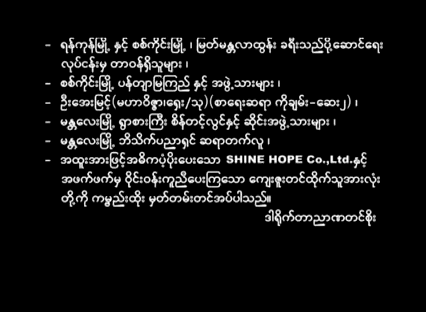 - ရန်ကုန်မြို့ နှင့် စစ်ကိုင်းမြို့၊ မြတ်မန္တလာထွန်း ခရီးသည်ပို့ဆောင်ရေး
လုပ်ငန်းမှ တာဝန်ရှိသူများ ၊
- စစ်ကိုင်းမြို့ ပန်တျာမြကြည် နှင့် အဖွဲ့သားများ ၊
- ဦးအေးမြင့်(မဟာဝိဇ္ဇာ၊ရှေး/သု)(စာရေးဆရာ ကိုချမ်း-ဆေး၂) ၊
- မန္တလေးမြို့ ရွာစားကြီး စိန်တင့်လွင်နှင့် ဆိုင်းအဖွဲ့သားများ ၊
- မန္တလေးမြို့ ဘိသိက်ပညာရှင် ဆရာတက်လူ ၊
- အထူးအားဖြင့်အဓိကပံ့ပိုးပေးသော SHINE HOPE Co.,Ltd.နှင့်
အဖက်ဖက်မှ ဝိုင်းဝန်းကူညီပေးကြသော ကျေးဇူးတင်ထိုက်သူအားလုံး
တို့ကို ကမ္ပည်းထိုး မှတ်တမ်းတင်အပ်ပါသည်။
ဒါရိုက်တာညာဏတင်စိုး